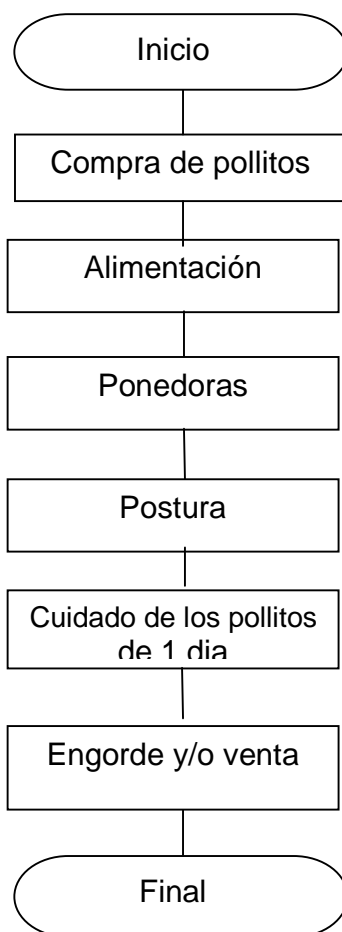 Inicio
Compra de pollitos
Alimentación
Ponedoras
Postura
Cuidado de los pollitos
de 1 dia
Engorde y/o venta
Final